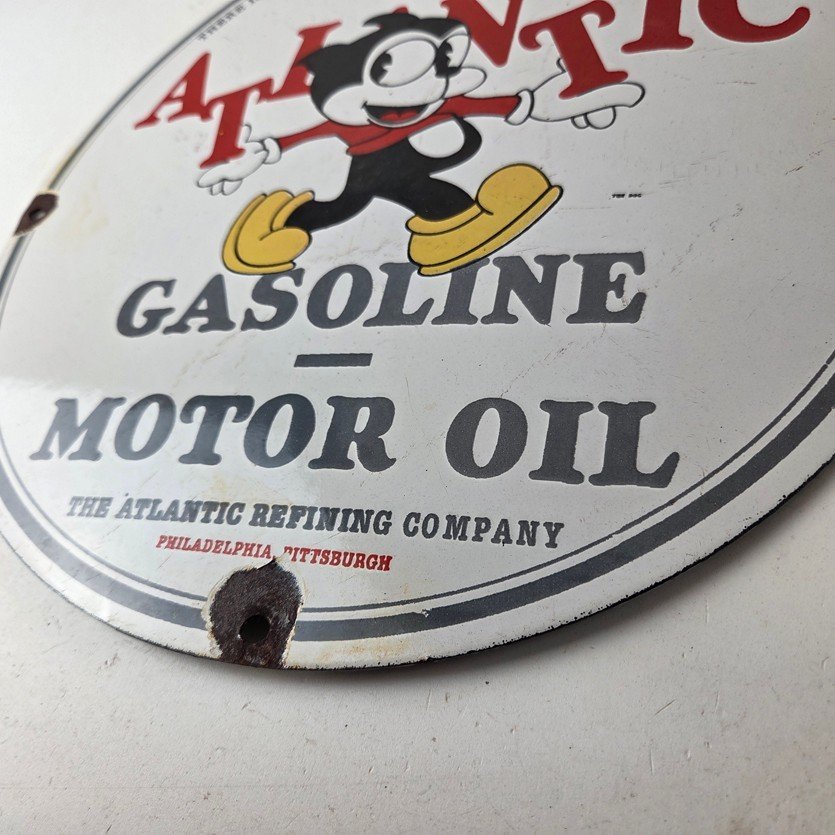 ATLANTIC
GASOLINE
—
MOTOR OIL
THE ATLANTIC REFINING COMPANY
PHILADELPHIA, PITTSBURGH